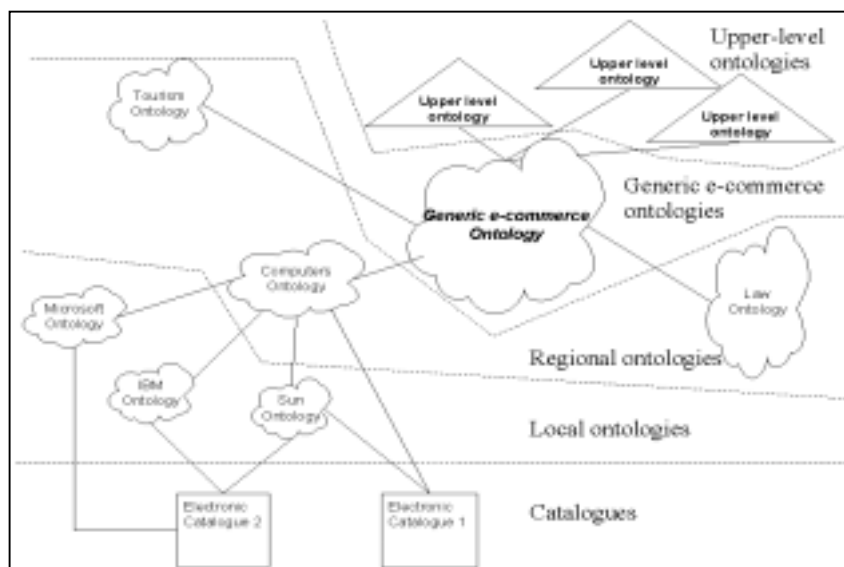 Upper-level
ontologies
Upper level
ontology
Upper level
ontology
Upper level
ontology
Tourism
Ontology
Generic e-commerce
ontologies
Generic e-commerce
Ontology
Computers
Ontology
Law
Ontology
Microsoft
Ontology
Regional ontologies
IBM
Ontology
Sun
Ontology
Local ontologies
Electronic
Catalogue 2
Electronic
Catalogue 1
Catalogues